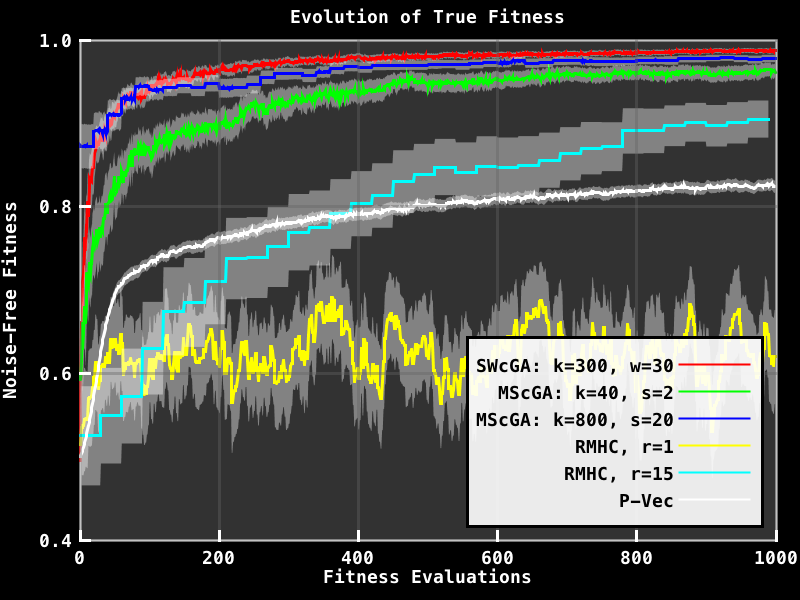 Evolution of True Fitness
1.0
0.8
0.6
0.4
Noise-Free Fitness
SWcGA: k=300, w=30
MScGA: k=40, s=2
MScGA: k=800, s=20
RMHC, r=1
RMHC, r=15
P-Vec
0 200 400 600 800 1000
Fitness Evaluations